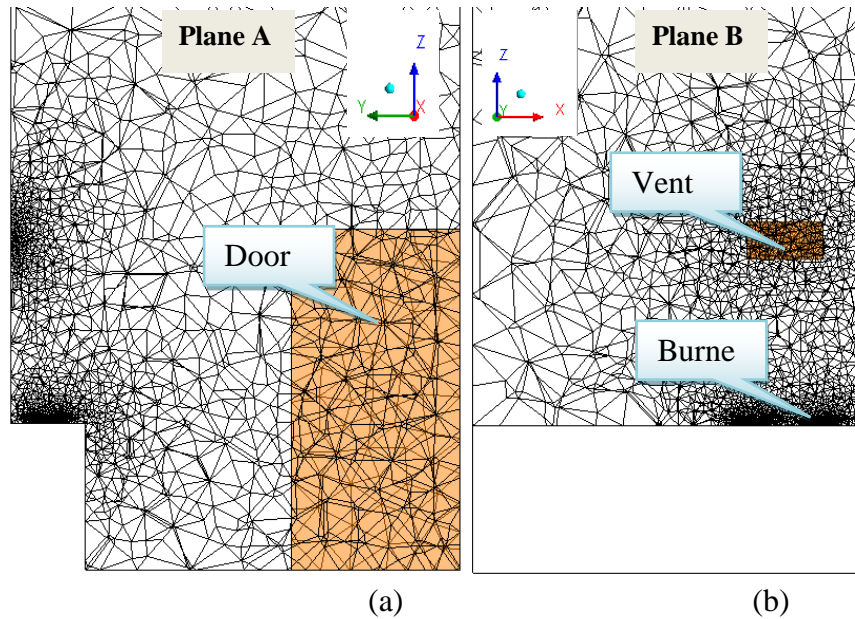 Plane A
Z
Y
X
Door
(a)
Plane B
Z
Y
X
Vent
Burne
(b)